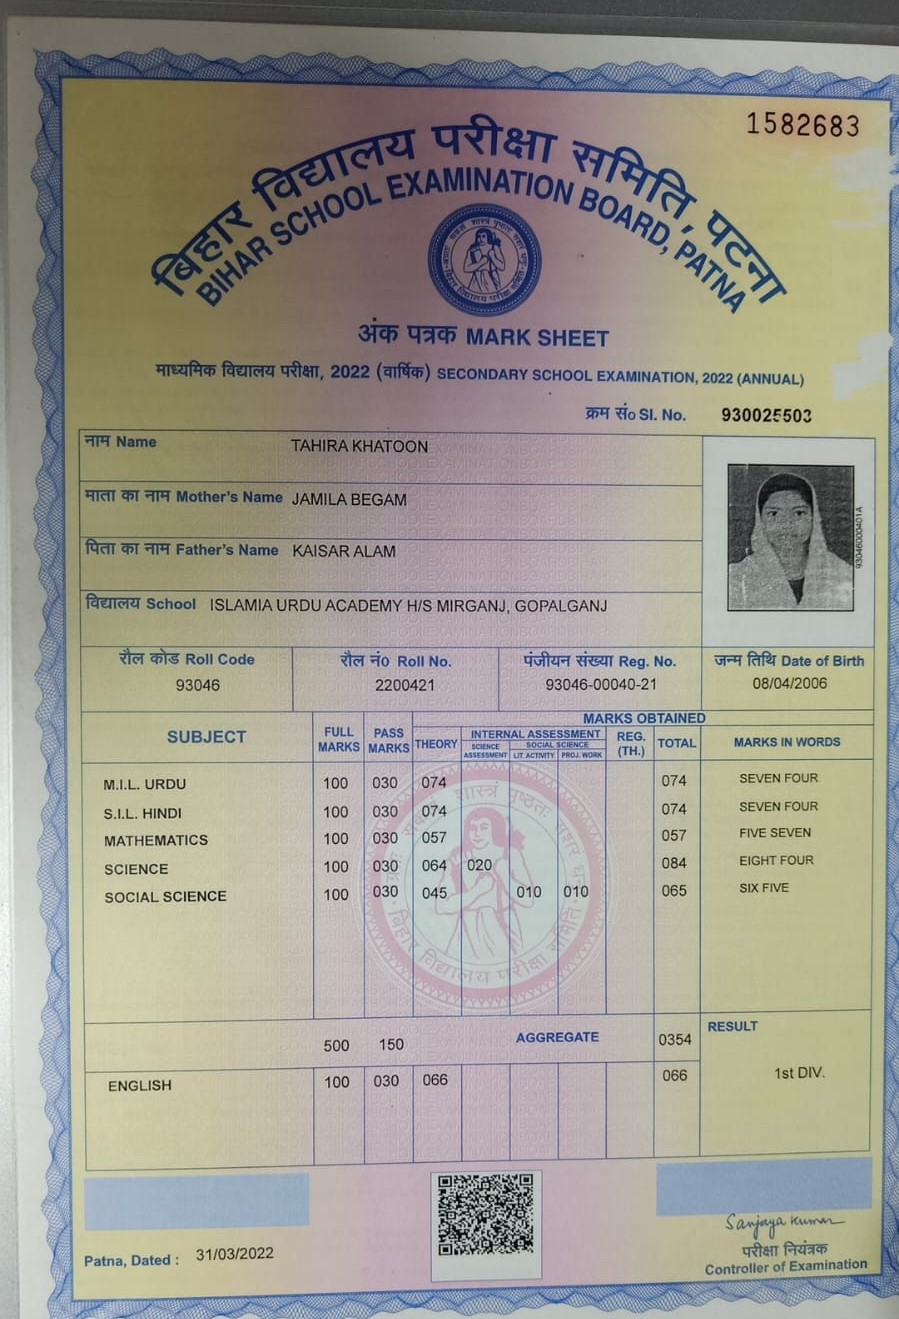 1582683
बिहार विद्यालय परीक्षा समिति, पटना
BIHAR SCHOOL EXAMINATION BOARD, PATNA
अंक पत्रक MARK SHEET
माध्यमिक विद्यालय परीक्षा, 2022 (वार्षिक) SECONDARY SCHOOL EXAMINATION, 2022 (ANNUAL)
क्रम सं० Sl. No. 930025503
नाम Name TAHIRA KHATOON
माता का नाम Mother's Name JAMILA BEGAM
पिता का नाम Father's Name KAISAR ALAM
विद्यालय School ISLAMIA URDU ACADEMY H/S MIRGANJ, GOPALGANJ
930460000401A
रौल कोड Roll Code रौल नं० Roll No. पंजीयन संख्या Reg. No. जन्म तिथि Date of Birth
93046 2200421 93046-00040-21 08/04/2006
MARKS OBTAINED
SUBJECT FULL MARKS PASS MARKS THEORY INTERNAL ASSESSMENT REG. (TH.) TOTAL MARKS IN WORDS
SCIENCE ASSESSMENT SOCIAL SCIENCE
LIT. ACTIVITY PROJ. WORK
M.I.L. URDU 100 030 074 074 SEVEN FOUR
S.I.L. HINDI 100 030 074 074 SEVEN FOUR
MATHEMATICS 100 030 057 057 FIVE SEVEN
SCIENCE 100 030 064 020 084 EIGHT FOUR
SOCIAL SCIENCE 100 030 045 010 010 065 SIX FIVE
बिहार विद्यालय परीक्षा समिति
500 150 AGGREGATE 0354 RESULT
ENGLISH 100 030 066 066 1st DIV.
Sanjaya Kumar
Patna, Dated : 31/03/2022
परीक्षा नियंत्रक
Controller of Examination